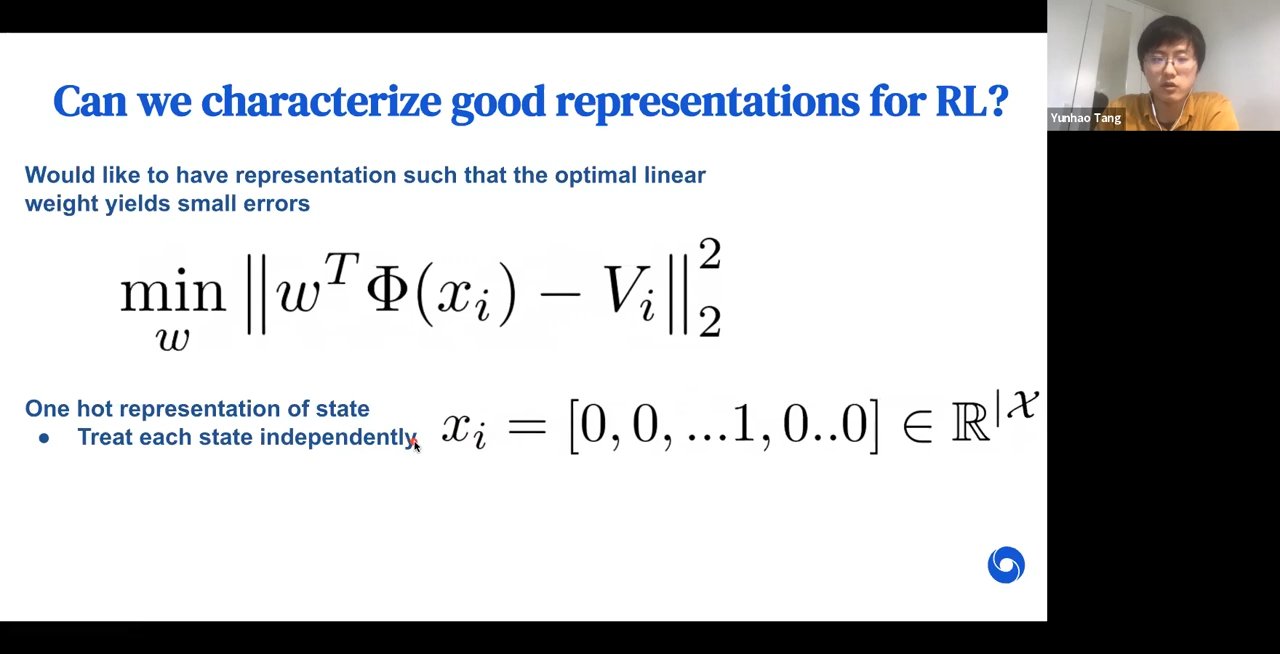 Can we characterize good representations for RL?
Yunhao Tang
Would like to have representation such that the optimal linear
weight yields small errors
min_w ||w^T Φ(x_i) − V_i||_2^2
One hot representation of state
● Treat each state independently.
x_i = [0, 0, ...1, 0..0] ∈ ℝ^|𝒳